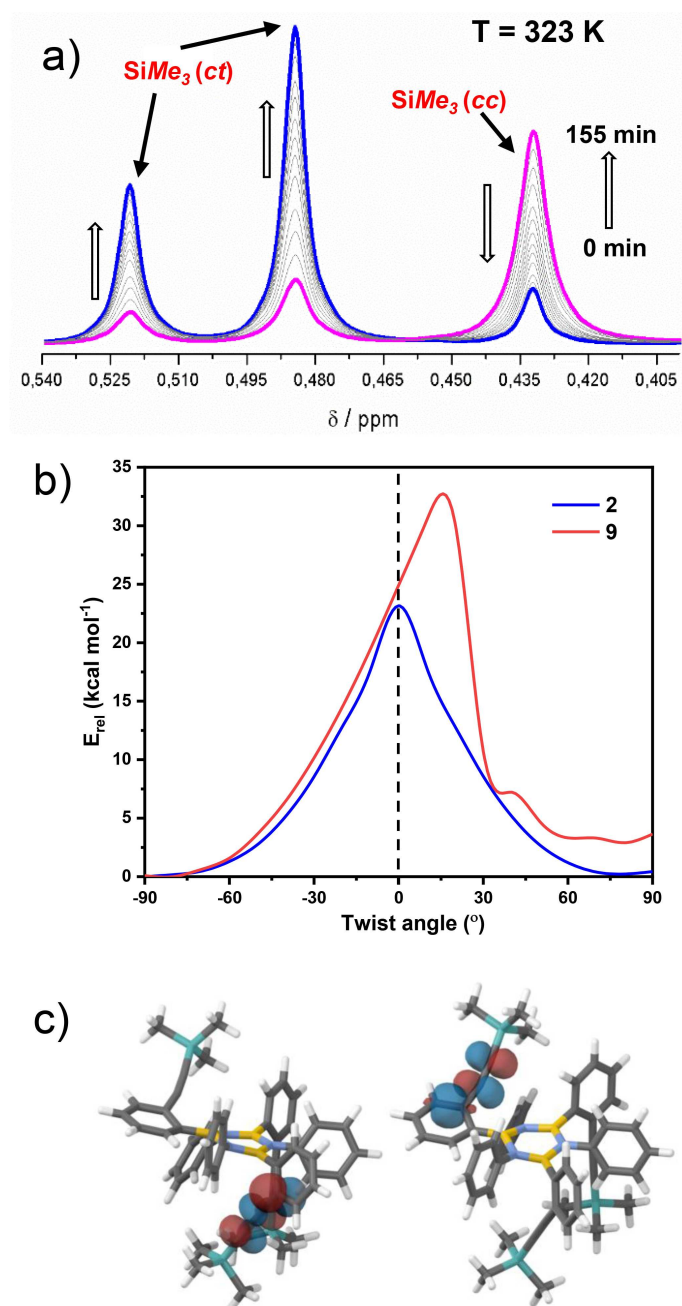 a)
T = 323 K
SiMe3 (ct)
SiMe3 (cc)
155 min
0 min
0,540 0,525 0,510 0,495 0,480 0,465 0,450 0,435 0,420 0,405
δ / ppm
b)
35
30
25
20
15
10
5
0
2
9
Erel (kcal mol-1)
-90 -60 -30 0 30 60 90
Twist angle (º)
c)